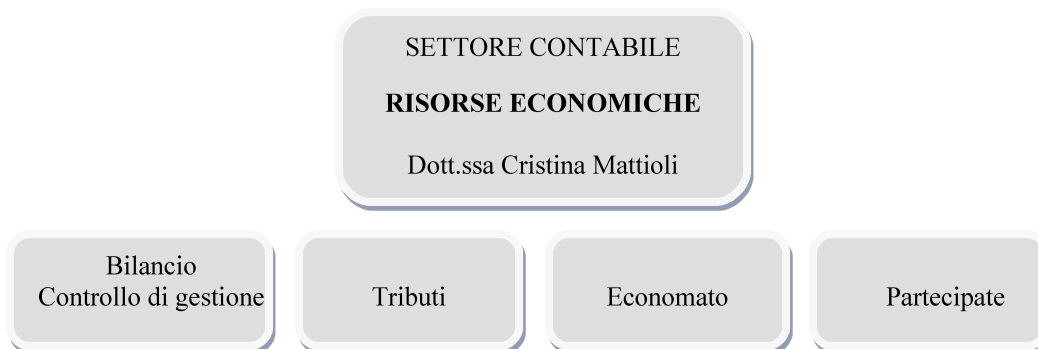 SETTORE CONTABILE
RISORSE ECONOMICHE
Dott.ssa Cristina Mattioli
Bilancio
Controllo di gestione
Tributi
Economato
Partecipate